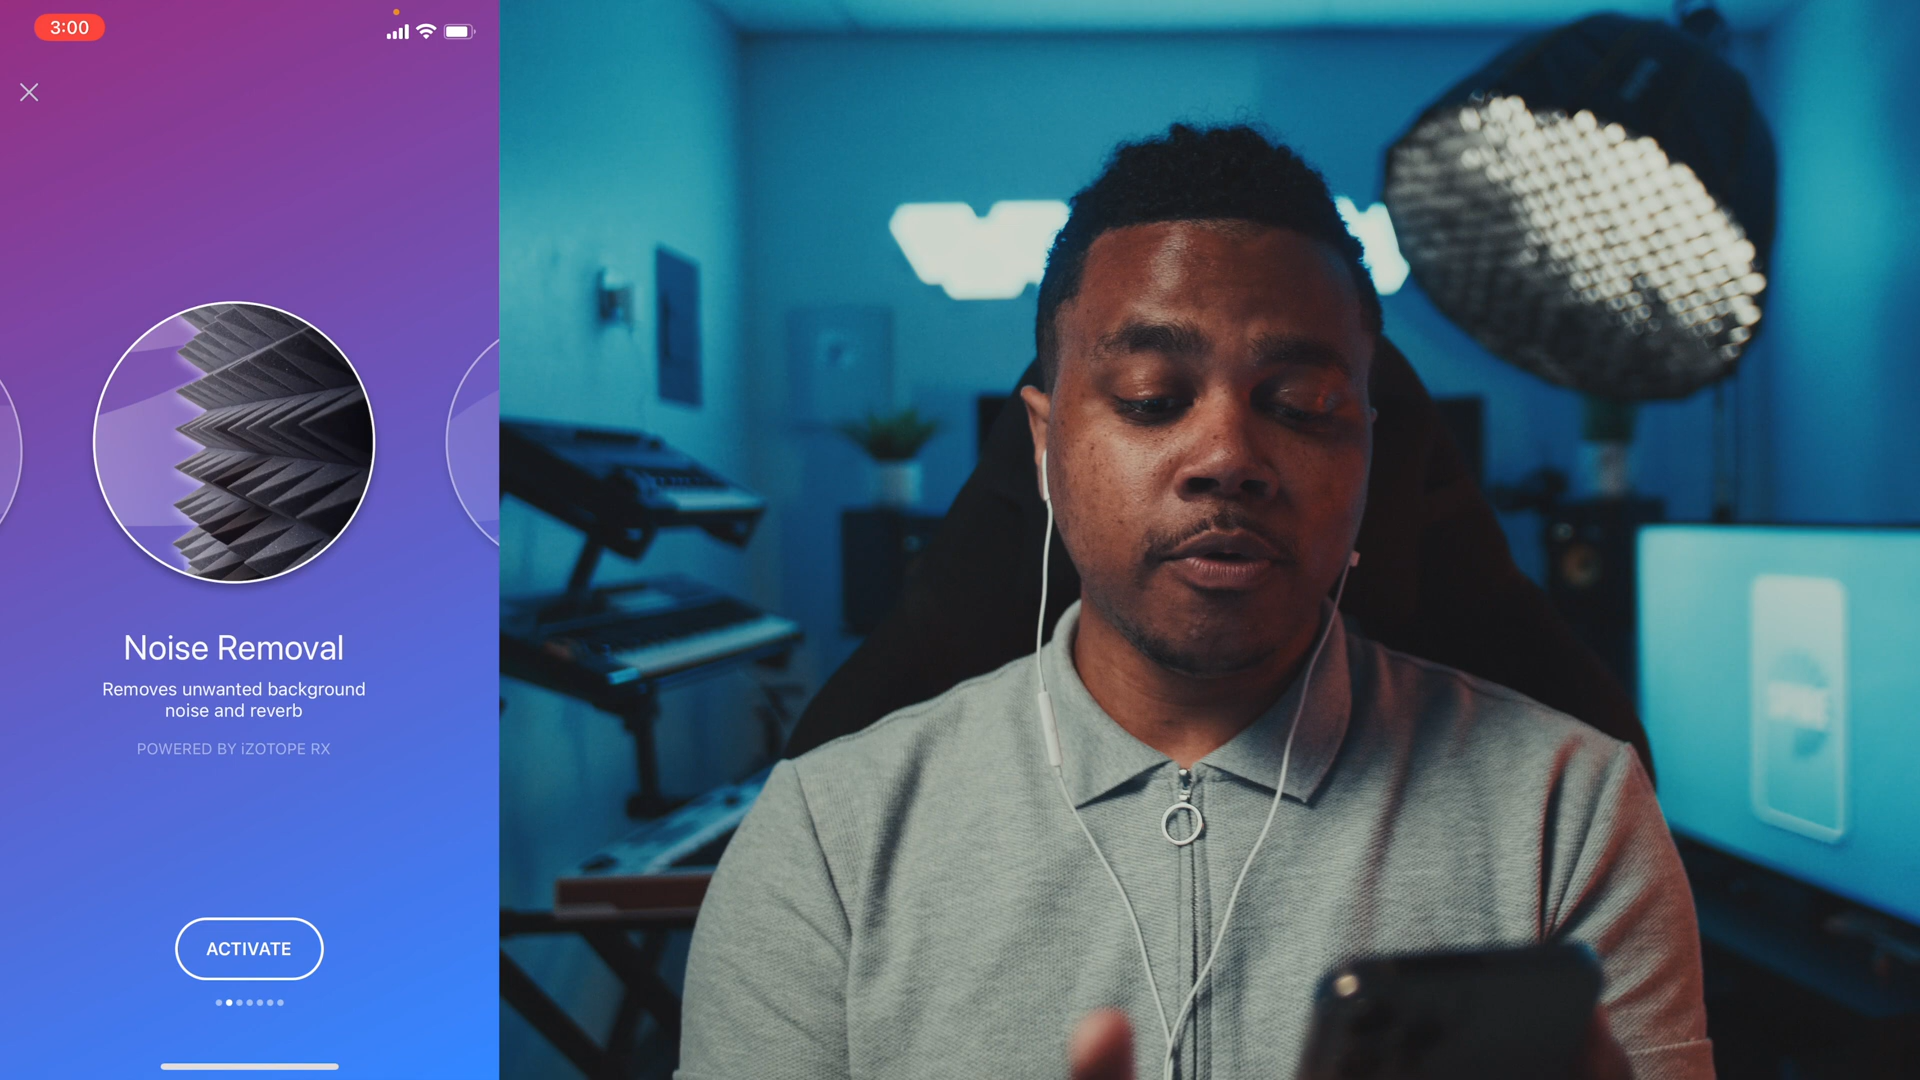 3:00
Noise Removal
Removes unwanted background
noise and reverb
POWERED BY iZOTOPE RX
ACTIVATE